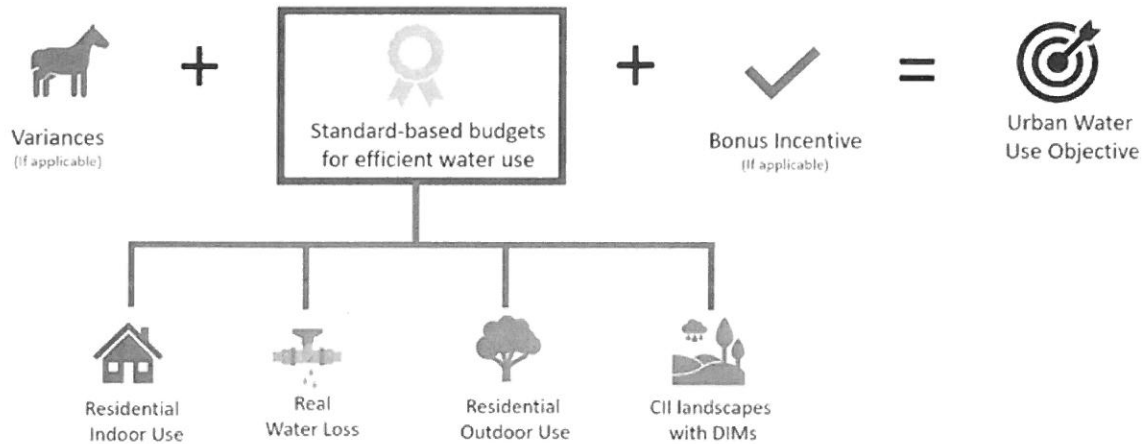 Variances
(If applicable)
+
Standard-based budgets
for efficient water use
+
Bonus Incentive
(If applicable)
=
Urban Water
Use Objective
Residential
Indoor Use
Real
Water Loss
Residential
Outdoor Use
CII landscapes
with DIMs